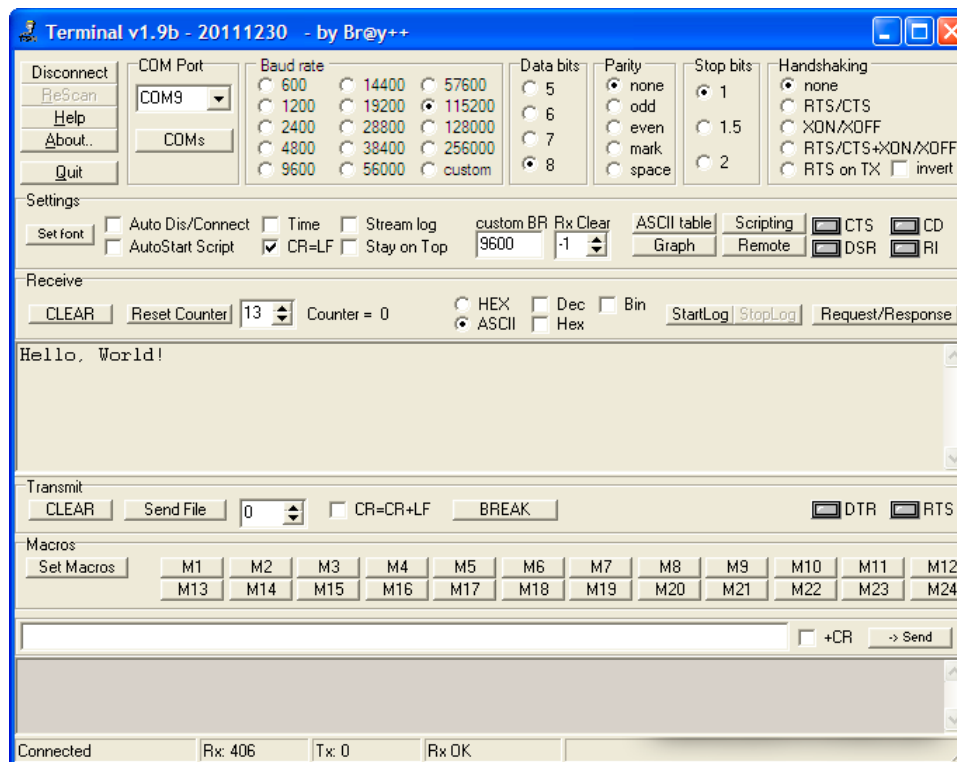 Terminal v1.9b - 20111230 - by Br@y++
Disconnect
ReScan
Help
About..
Quit
COM Port
COM9
COMs
Baud rate
600 14400 57600
1200 19200 115200
2400 28800 128000
4800 38400 256000
9600 56000 custom
Data bits
5
6
7
8
Parity
none
odd
even
mark
space
Stop bits
1
1.5
2
Handshaking
none
RTS/CTS
XON/XOFF
RTS/CTS+XON/XOFF
RTS on TX invert
Settings
Set font
Auto Dis/Connect Time Stream log
AutoStart Script CR=LF Stay on Top
custom BR Rx Clear
9600 -1
ASCII table Scripting CTS CD
Graph Remote DSR RI
Receive
CLEAR Reset Counter 13 Counter = 0
HEX Dec Bin
ASCII Hex
StartLog StopLog Request/Response
Hello, World!
Transmit
CLEAR Send File 0 CR=CR+LF BREAK DTR RTS
Macros
Set Macros M1 M2 M3 M4 M5 M6 M7 M8 M9 M10 M11 M12
M13 M14 M15 M16 M17 M18 M19 M20 M21 M22 M23 M24
+CR -> Send
Connected Rx: 406 Tx: 0 Rx OK